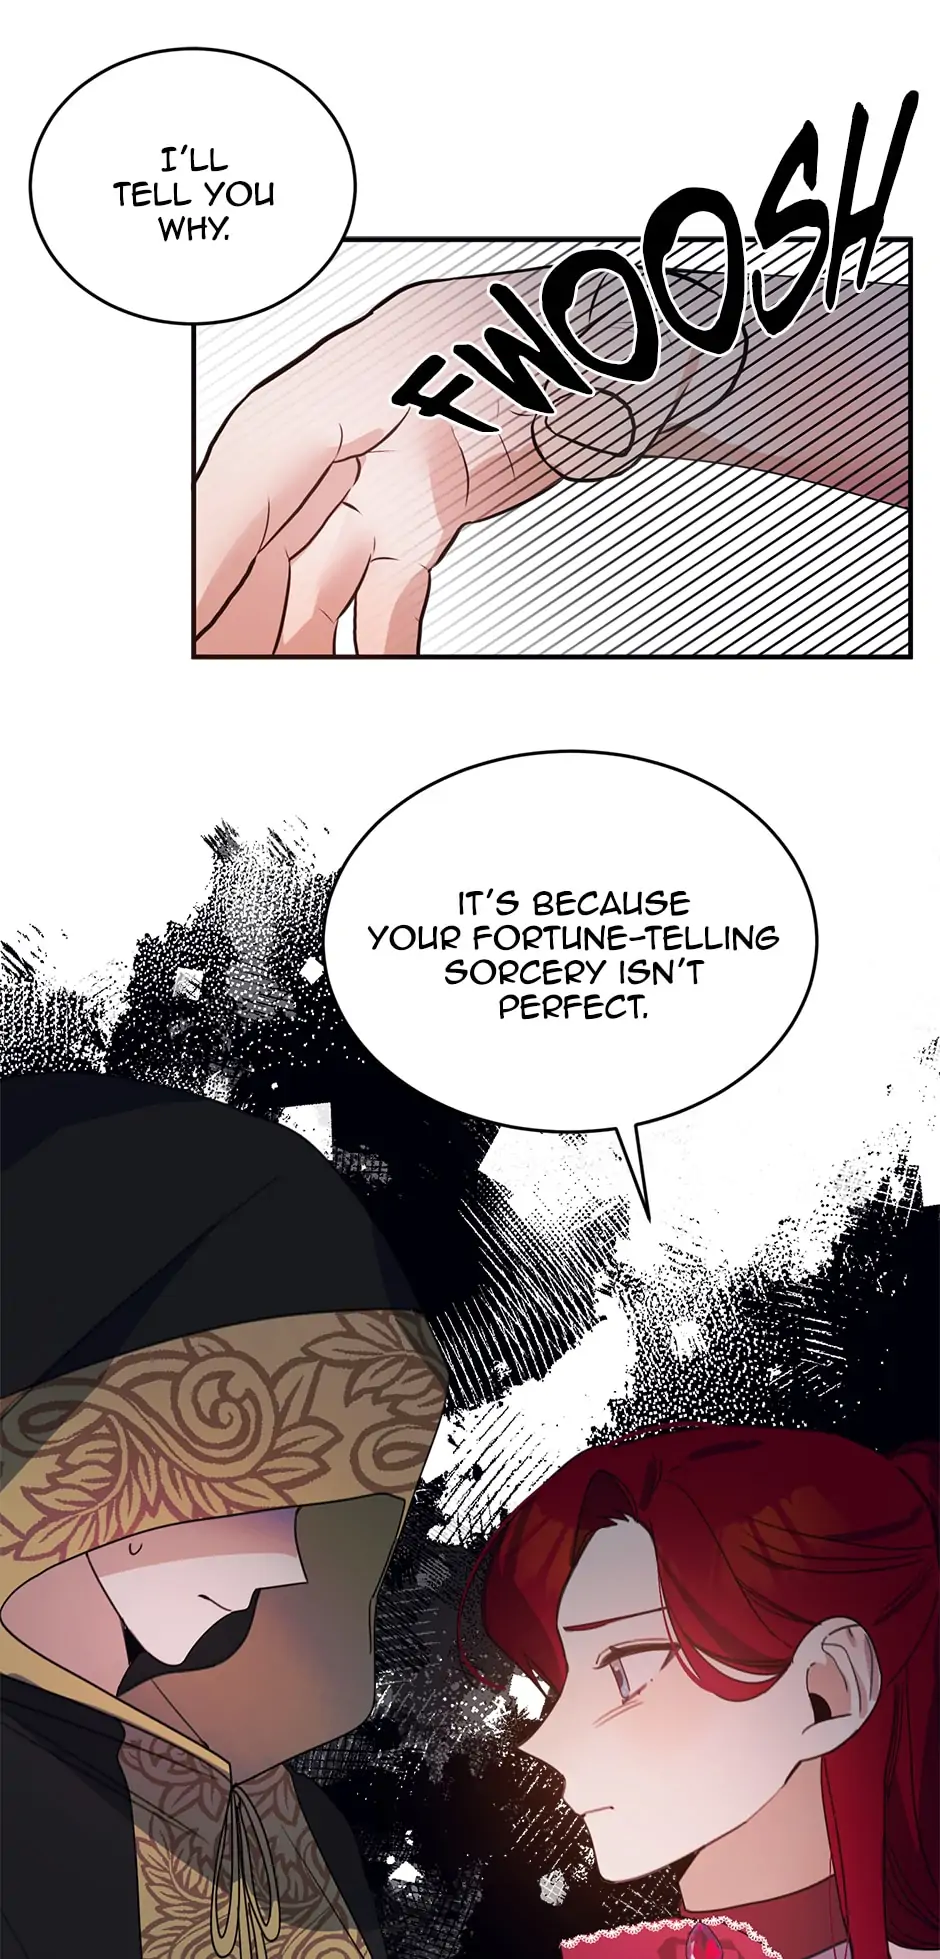 I'LL
TELL YOU
WHY.
FWOOSH
IT'S BECAUSE
YOUR FORTUNE-TELLING
SORCERY ISN'T
PERFECT.